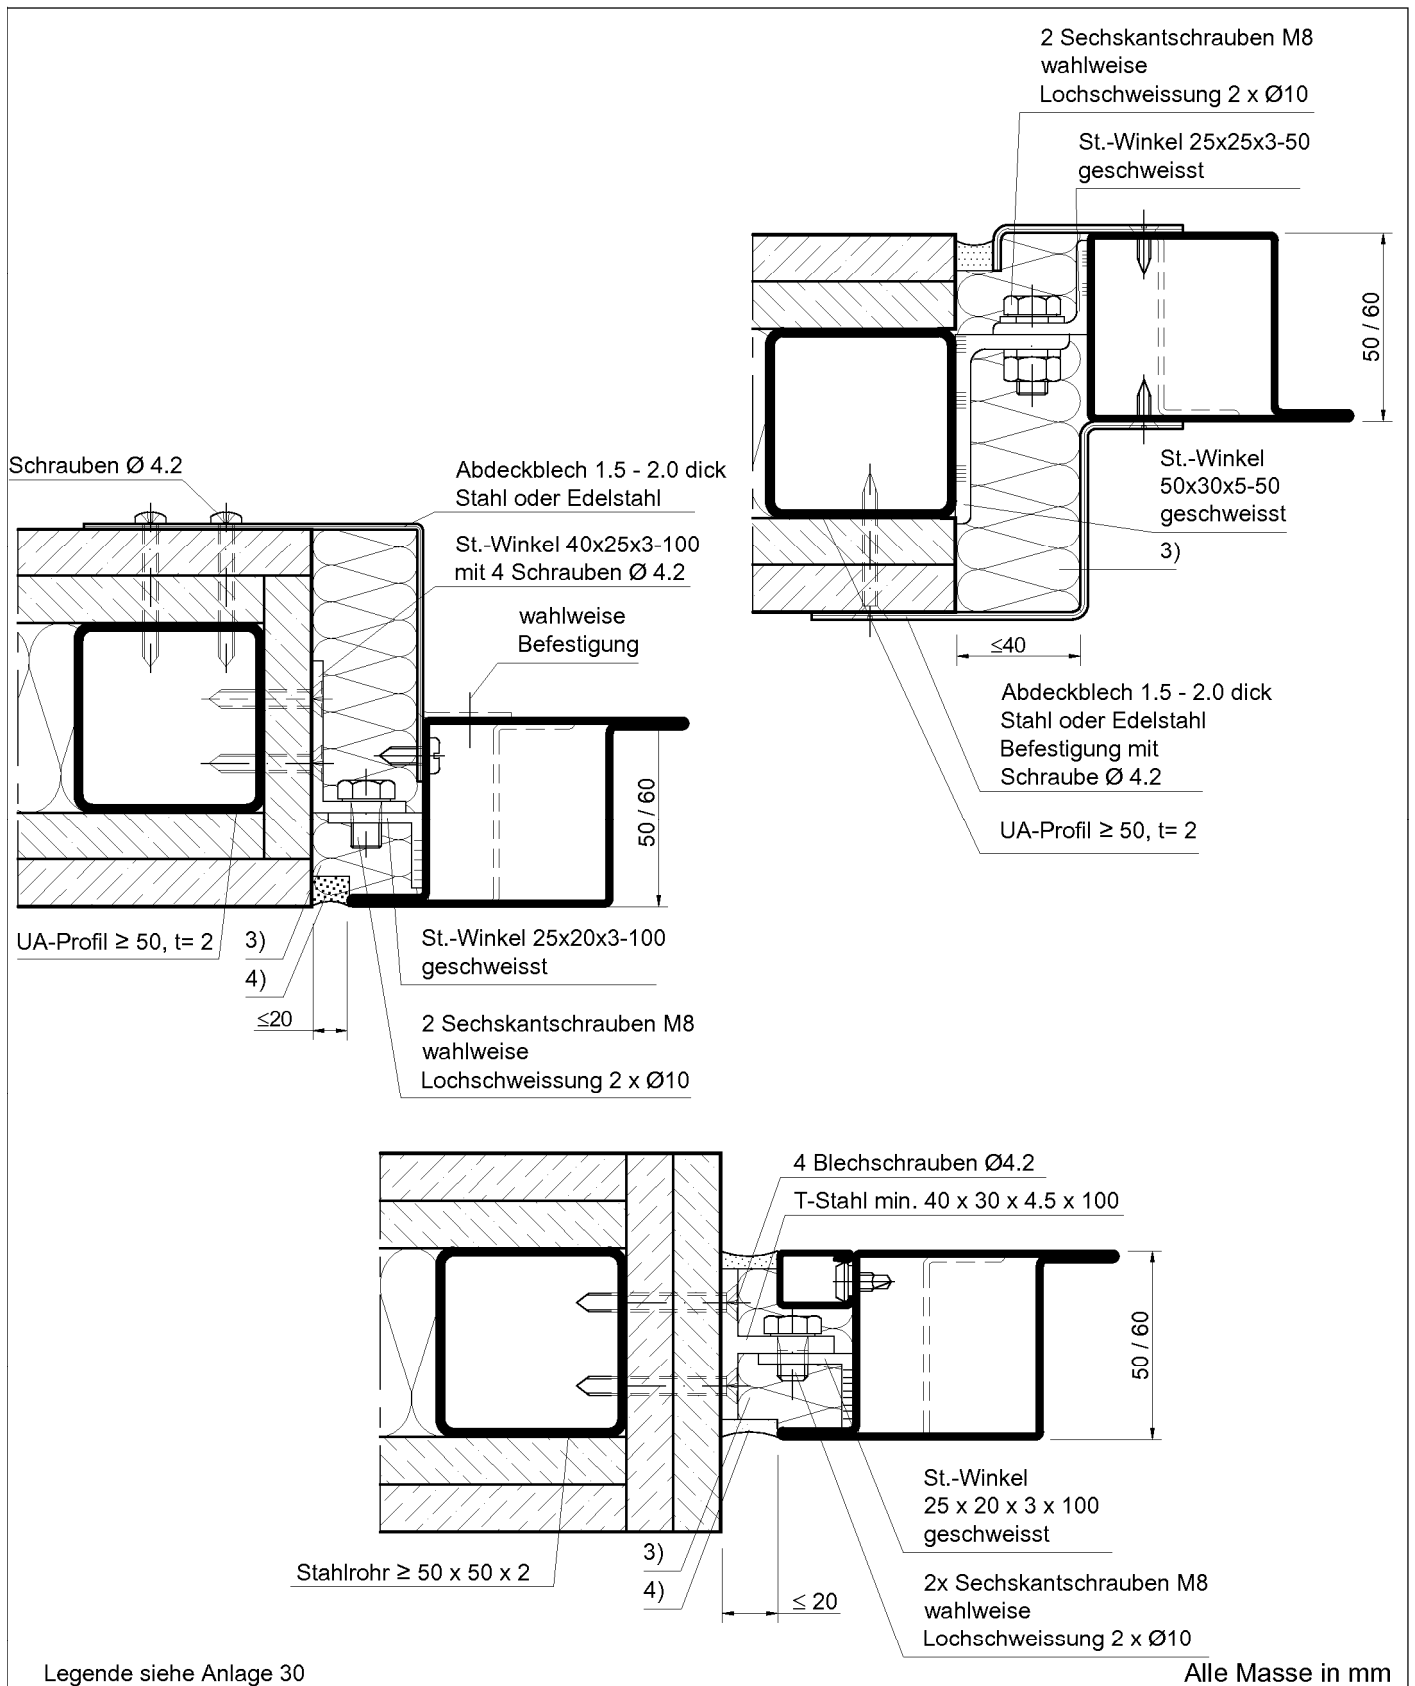 2 Sechskantschrauben M8
wahlweise
Lochschweissung 2 x Ø10
St.-Winkel 25x25x3-50
geschweisst
50 / 60
St.-Winkel
50x30x5-50
geschweisst
3)
≤40
Abdeckblech 1.5 - 2.0 dick
Stahl oder Edelstahl
Befestigung mit
Schraube Ø 4.2
UA-Profil ≥ 50, t= 2
Schrauben Ø 4.2
Abdeckblech 1.5 - 2.0 dick
Stahl oder Edelstahl
St.-Winkel 40x25x3-100
mit 4 Schrauben Ø 4.2
wahlweise
Befestigung
50 / 60
UA-Profil ≥ 50, t= 2
3)
4)
≤20
St.-Winkel 25x20x3-100
geschweisst
2 Sechskantschrauben M8
wahlweise
Lochschweissung 2 x Ø10
4 Blechschrauben Ø4.2
T-Stahl min. 40 x 30 x 4.5 x 100
50 / 60
St.-Winkel
25 x 20 x 3 x 100
geschweisst
Stahlrohr ≥ 50 x 50 x 2
3)
4)
≤ 20
2x Sechskantschrauben M8
wahlweise
Lochschweissung 2 x Ø10
Legende siehe Anlage 30
Alle Masse in mm